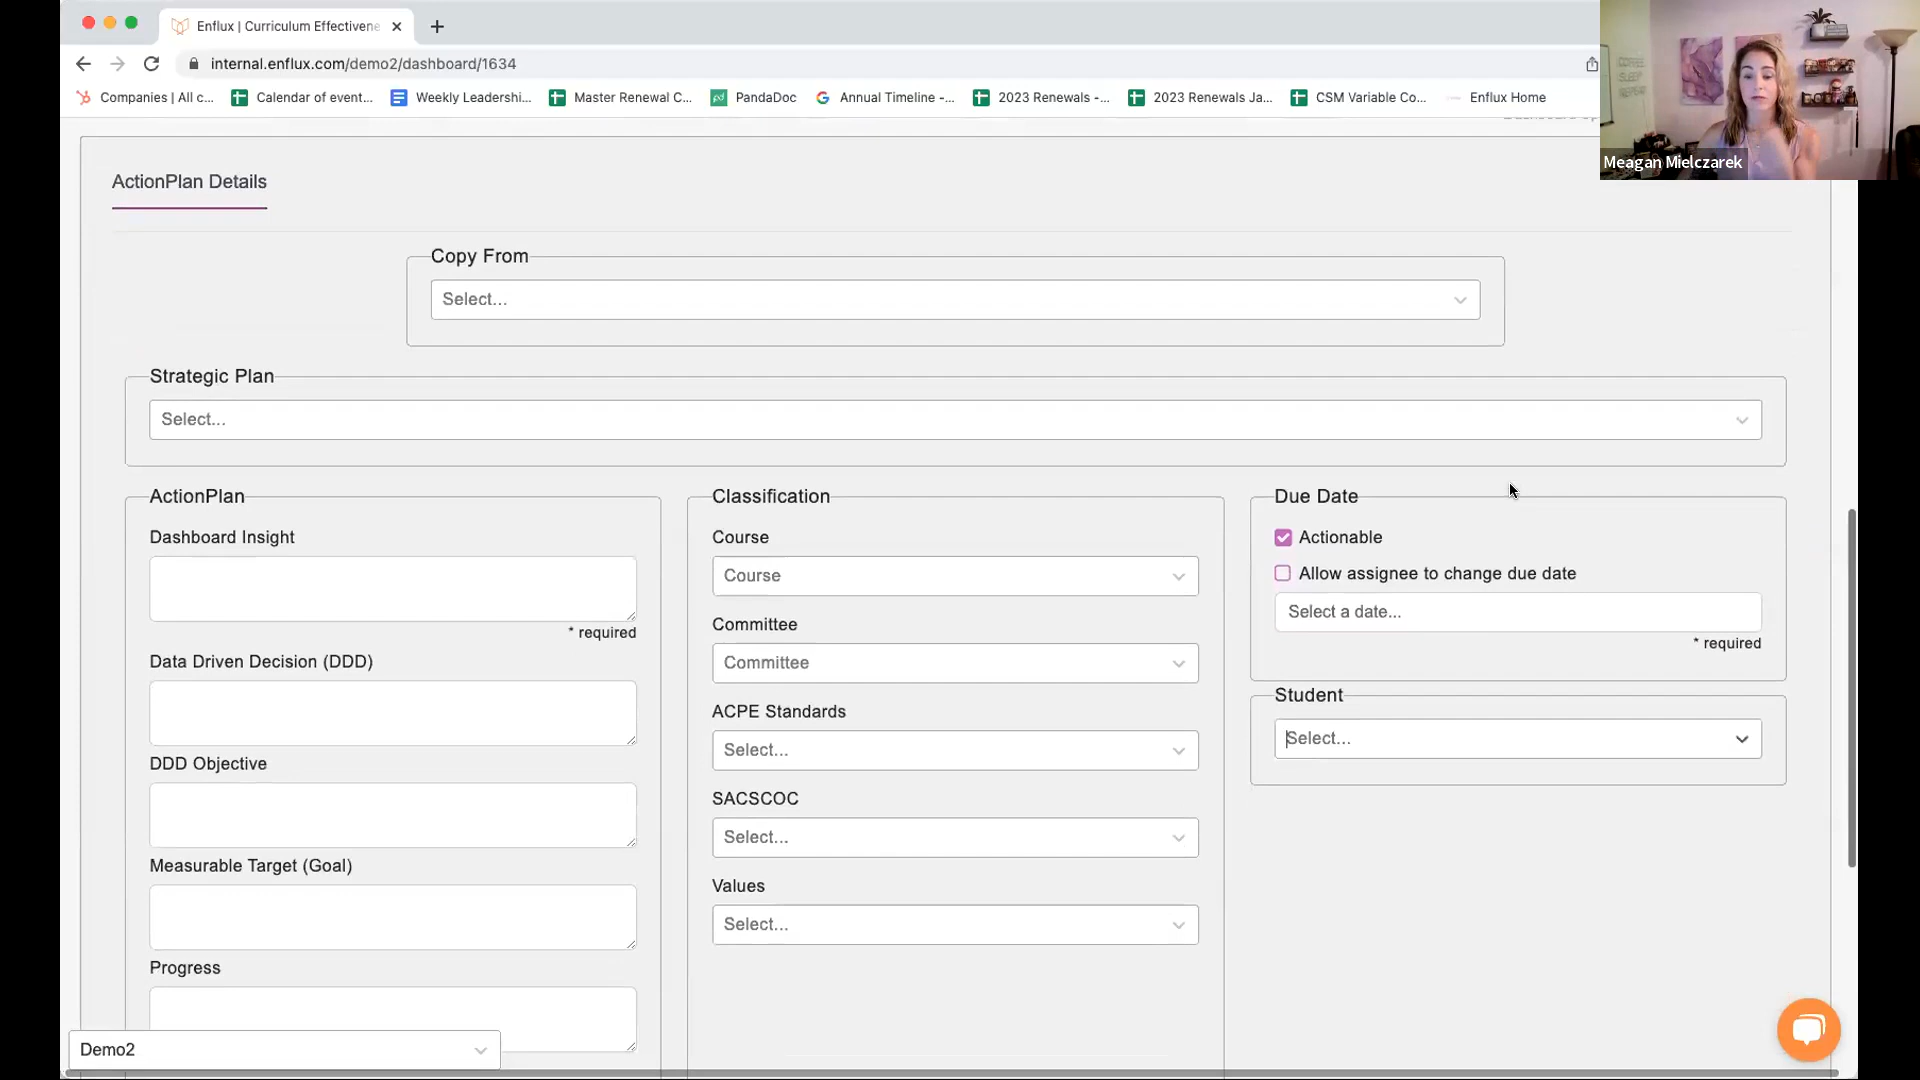 Enflux | Curriculum Effectivene
internal.enflux.com/demo2/dashboard/1634
Companies | All c...
Calendar of event...
Weekly Leadershi...
Master Renewal C...
PandaDoc
Annual Timeline -...
2023 Renewals -...
2023 Renewals Ja...
CSM Variable Co...
Enflux Home
Meagan Mielczarek
ActionPlan Details
Copy From
Select...
Strategic Plan
Select...
ActionPlan
Dashboard Insight
* required
Data Driven Decision (DDD)
DDD Objective
Measurable Target (Goal)
Progress
Classification
Course
Course
Committee
Committee
ACPE Standards
Select...
SACSCOC
Select...
Values
Select...
Due Date
Actionable
Allow assignee to change due date
Select a date...
* required
Student
Select...
Demo2